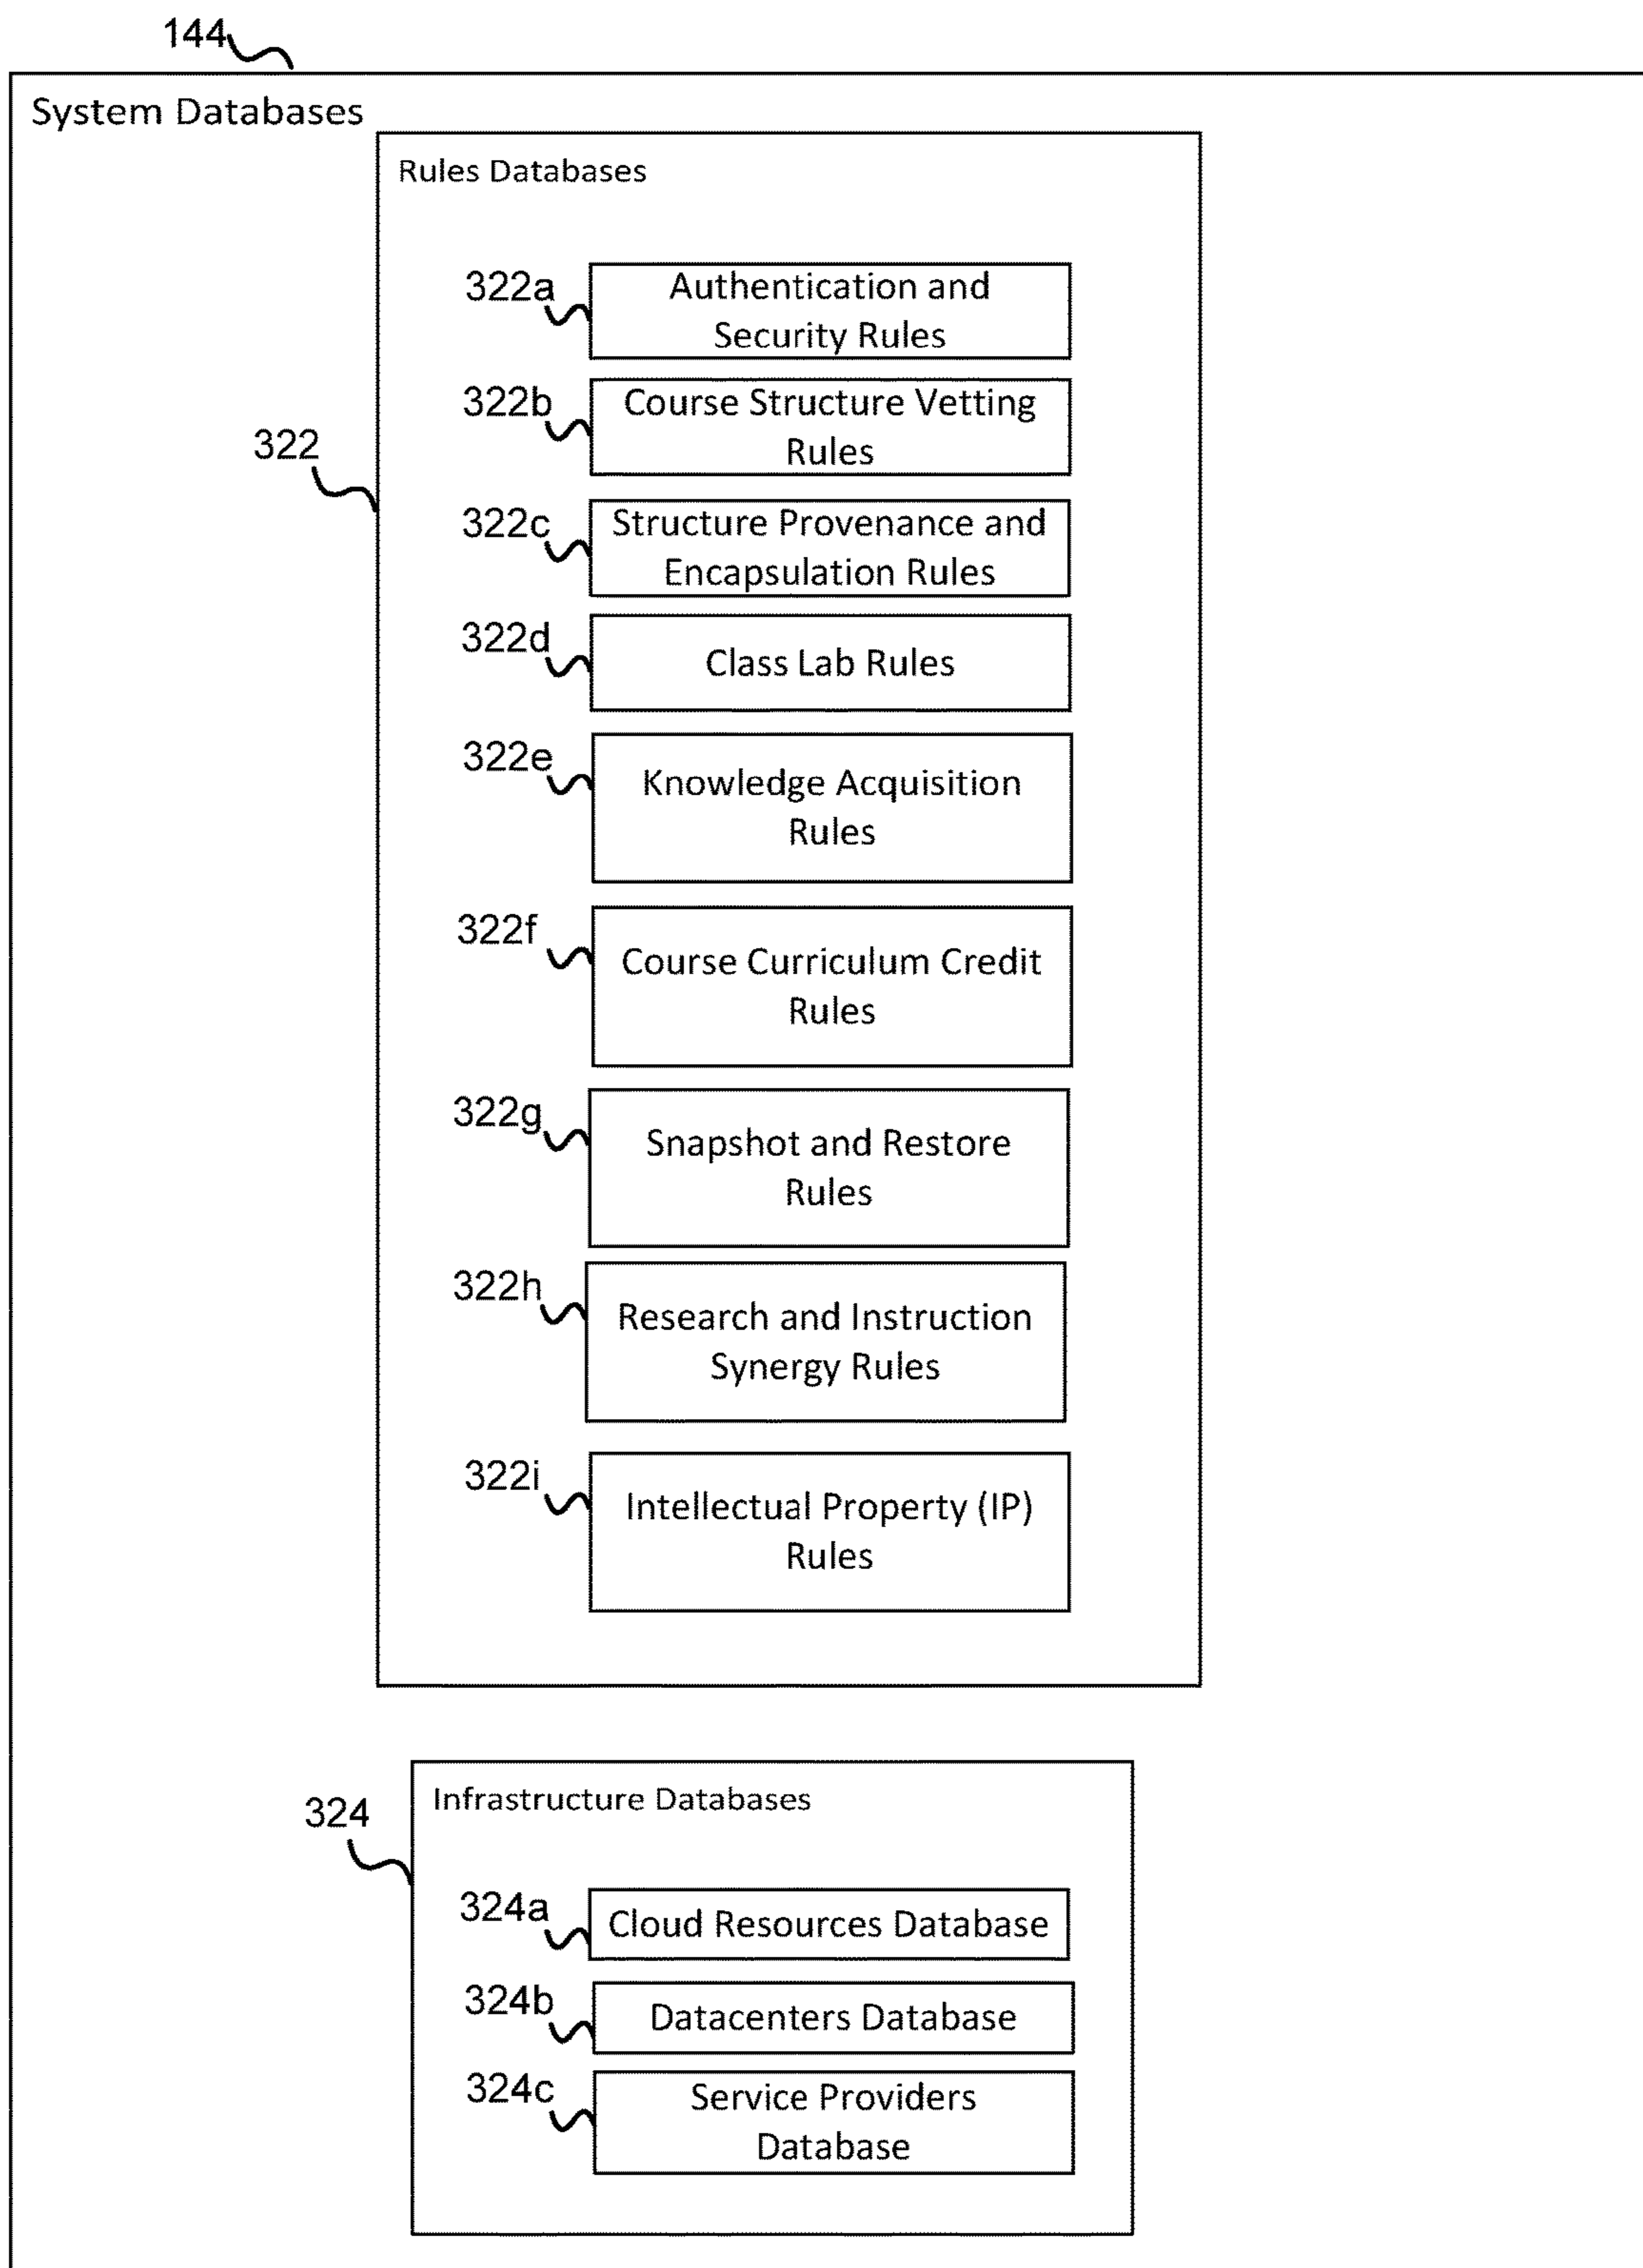 144
System Databases
Rules Databases
322
322a
Authentication and
Security Rules
322b
Course Structure Vetting
Rules
322c
Structure Provenance and
Encapsulation Rules
322d
Class Lab Rules
322e
Knowledge Acquisition
Rules
322f
Course Curriculum Credit
Rules
322g
Snapshot and Restore
Rules
322h
Research and Instruction
Synergy Rules
322i
Intellectual Property (IP)
Rules
324
Infrastructure Databases
324a
Cloud Resources Database
324b
Datacenters Database
324c
Service Providers
Database